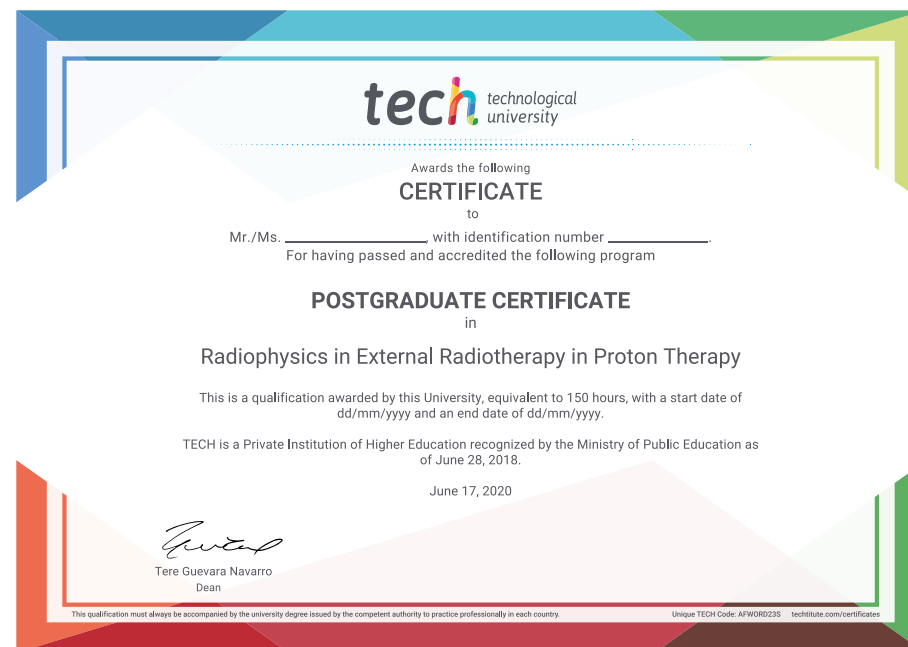 tech technological
university
Awards the following
CERTIFICATE
to
Mr./Ms. ____________, with identification number ____________.
For having passed and accredited the following program
POSTGRADUATE CERTIFICATE
in
Radiophysics in External Radiotherapy in Proton Therapy
This is a qualification awarded by this University, equivalent to 150 hours, with a start date of
dd/mm/yyyy and an end date of dd/mm/yyyy.
TECH is a Private Institution of Higher Education recognized by the Ministry of Public Education as
of June 28, 2018.
June 17, 2020
Tere Guevara Navarro
Dean
This qualification must always be accompanied by the university degree issued by the competent authority to practice professionally in each country. Unique TECH Code: AFWORD23S techtitute.com/certificates